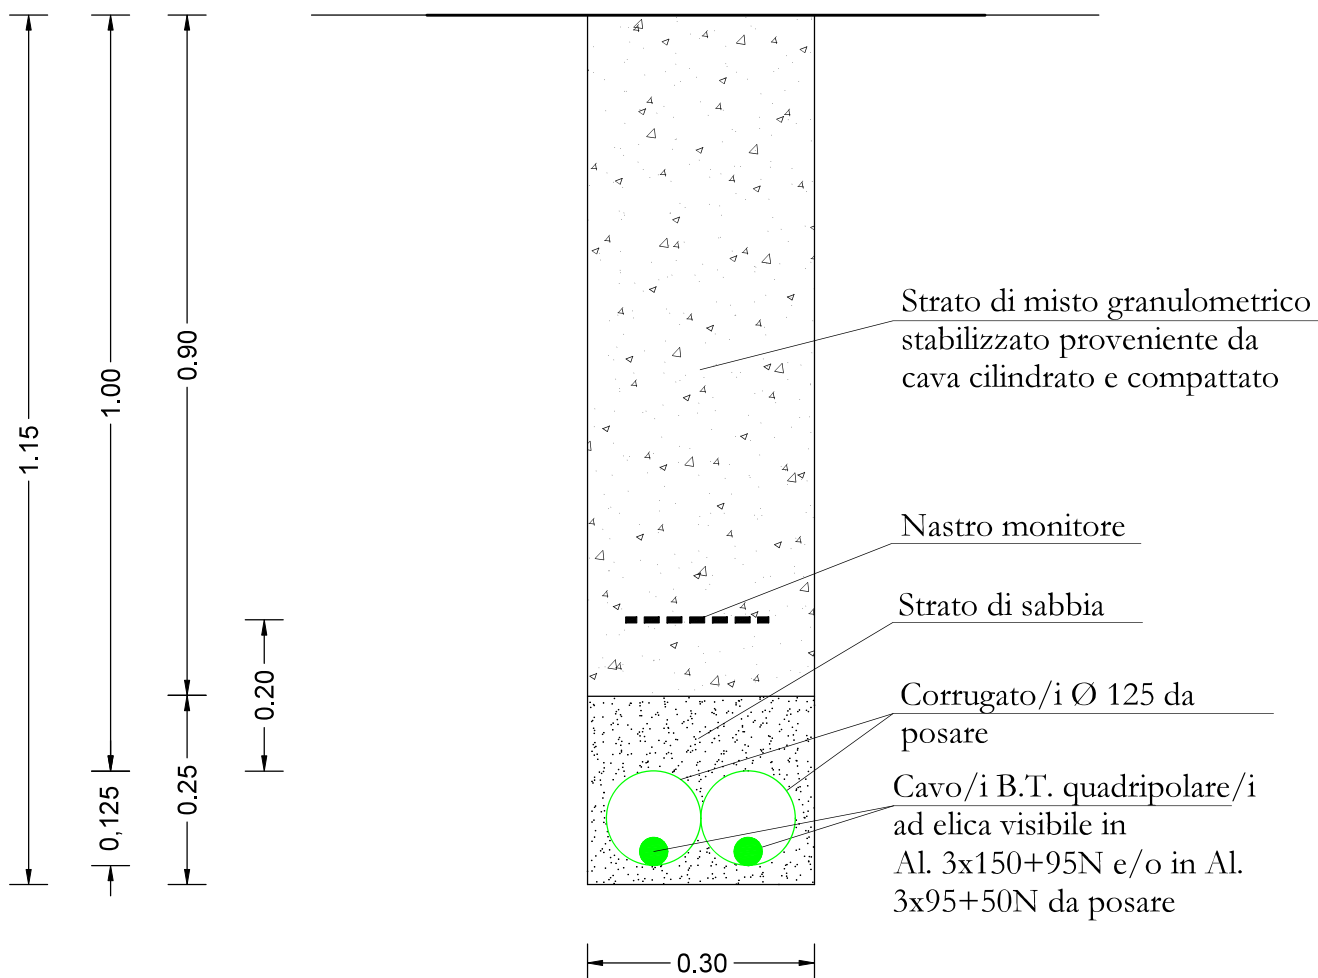 1.15
1.00
0.90
0.20
0,125
0.25
0.30
Strato di misto granulometrico
stabilizzato proveniente da
cava cilindrato e compattato
Nastro monitore
Strato di sabbia
Corrugato/i Ø 125 da
posare
Cavo/i B.T. quadripolare/i
ad elica visibile in
Al. 3x150+95N e/o in Al.
3x95+50N da posare